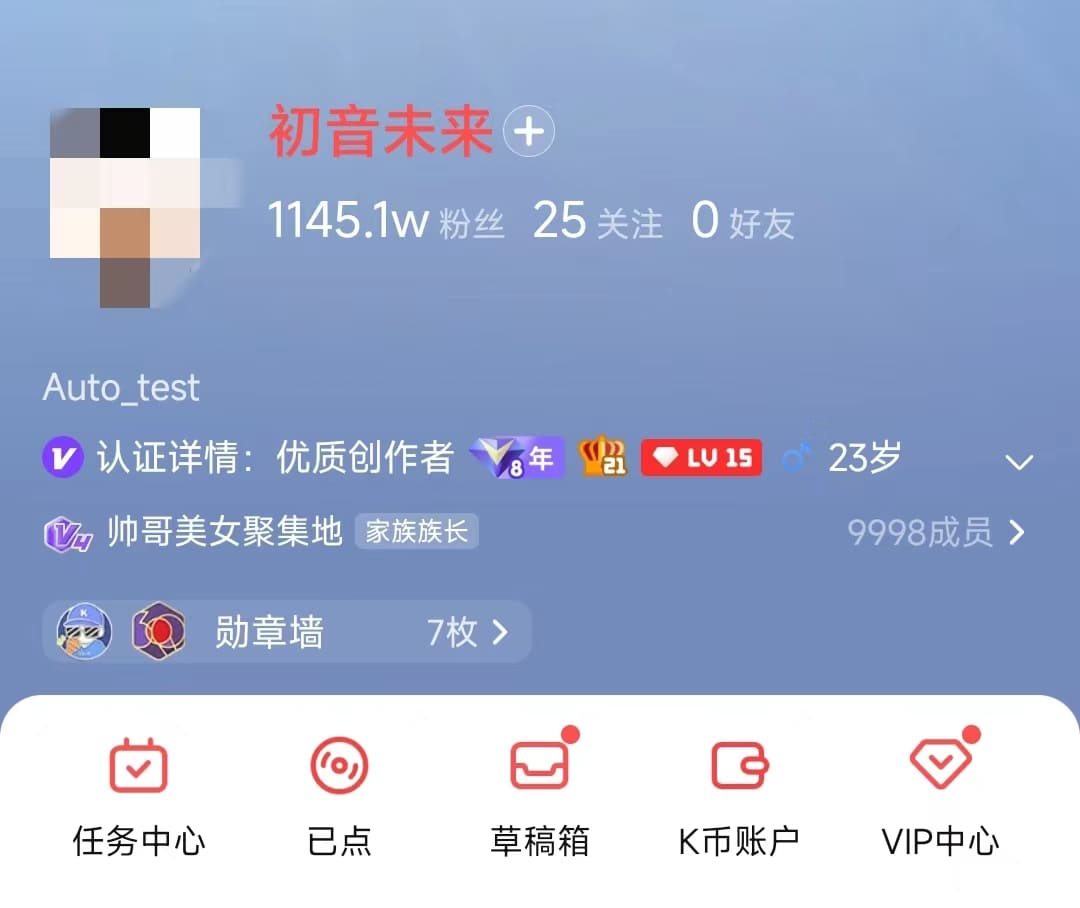 初音未来
1145.1w 粉丝 25 关注 0 好友
Auto_test
V 认证详情：优质创作者 8年 21 LV 15 23岁
V4 帅哥美女聚集地 家族族长 9998成员
K 勋章墙 7枚
任务中心 已点 草稿箱 K币账户 VIP中心